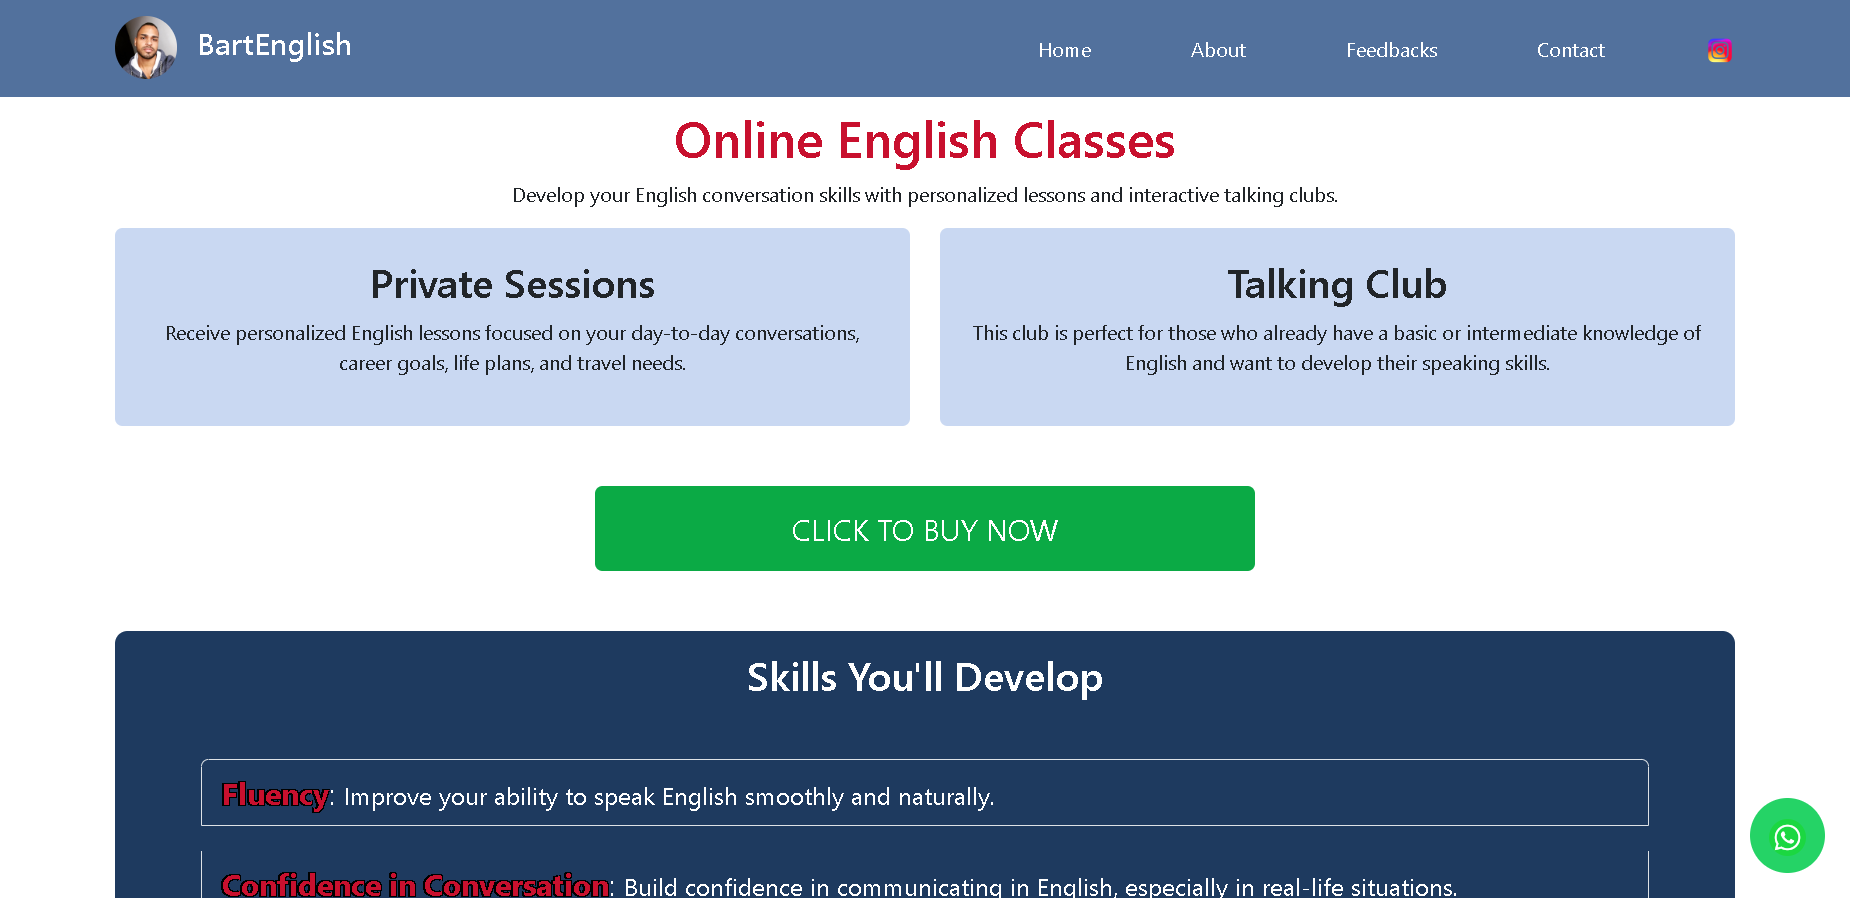 BartEnglish
Home About Feedbacks Contact
Online English Classes
Develop your English conversation skills with personalized lessons and interactive talking clubs.
Private Sessions
Receive personalized English lessons focused on your day-to-day conversations,
career goals, life plans, and travel needs.
Talking Club
This club is perfect for those who already have a basic or intermediate knowledge of
English and want to develop their speaking skills.
CLICK TO BUY NOW
Skills You'll Develop
Fluency: Improve your ability to speak English smoothly and naturally.
Confidence in Conversation: Build confidence in communicating in English, especially in real-life situations.